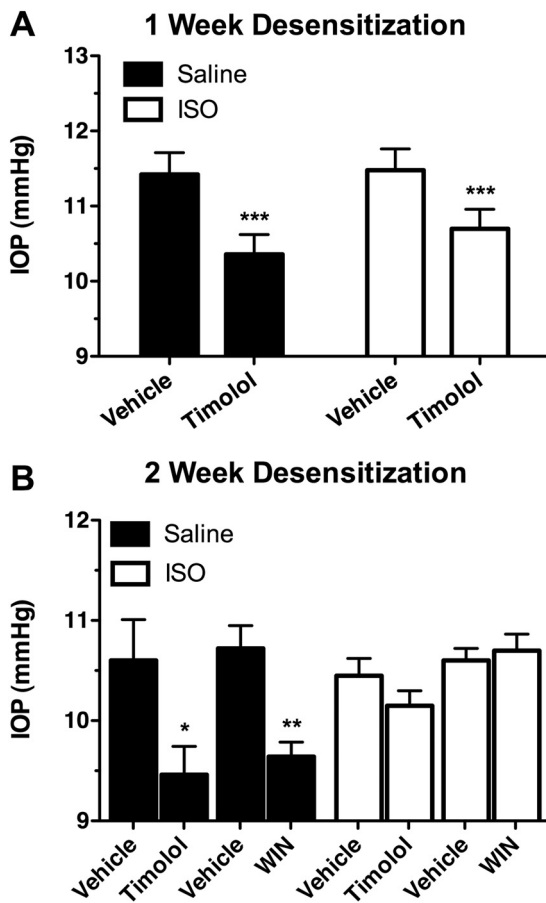 A
1 Week Desensitization
13
Saline
ISO
12
***
***
11
IOP (mmHg)
10
9
Vehicle
Timolol
Vehicle
Timolol
B
2 Week Desensitization
12
Saline
ISO
11
IOP (mmHg)
*
**
10
9
Vehicle
Timolol
Vehicle
WIN
Vehicle
Timolol
Vehicle
WIN